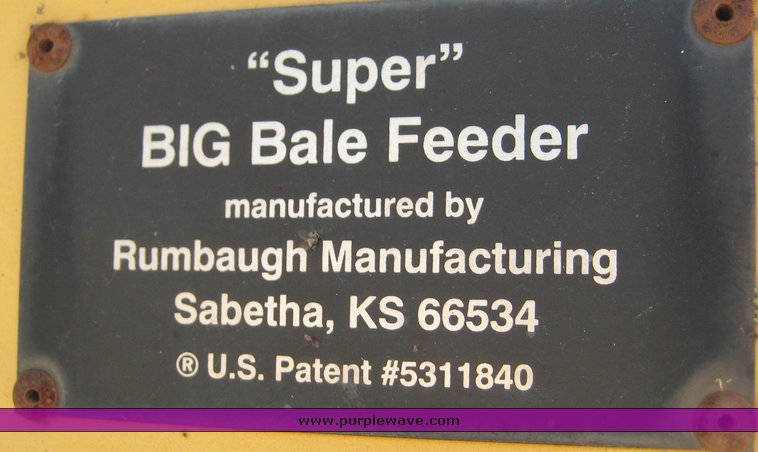 “Super”
BIG Bale Feeder
manufactured by
Rumbaugh Manufacturing
Sabetha, KS 66534
® U.S. Patent #5311840
www.purplewave.com